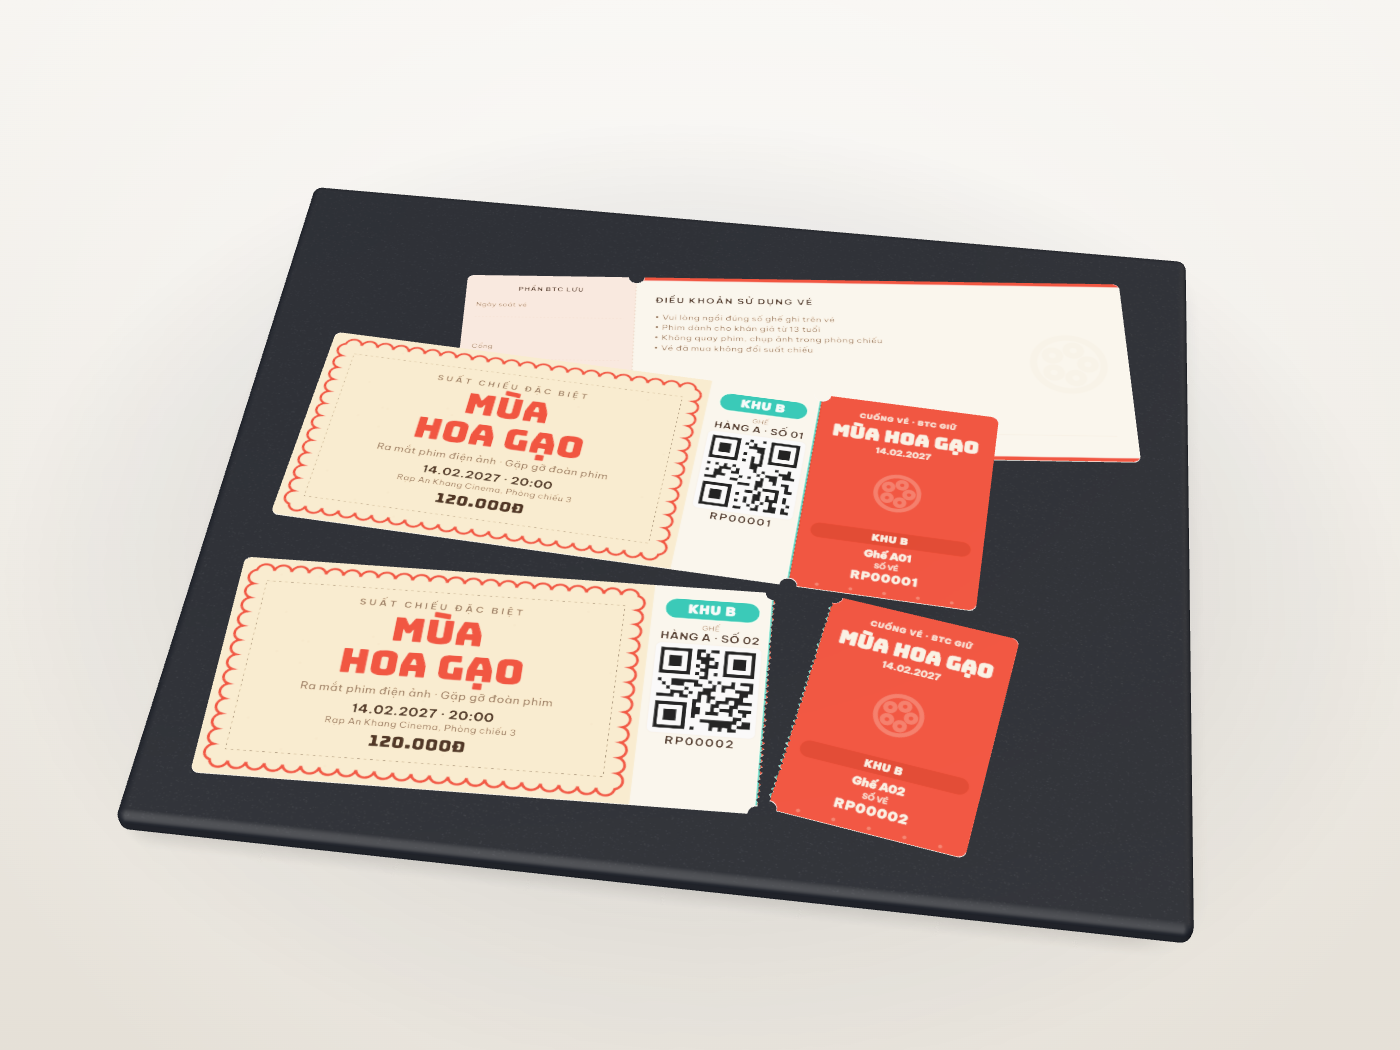 PHẦN BTC LƯU
Ngày soát vé
Cổng
ĐIỀU KHOẢN SỬ DỤNG VÉ
• Vui lòng ngồi đúng số ghế ghi trên vé
• Phim dành cho khán giả từ 13 tuổi
• Không quay phim, chụp ảnh trong phòng chiếu
• Vé đã mua không đổi suất chiếu
SUẤT CHIẾU ĐẶC BIỆT
MÙA
HOA GẠO
Ra mắt phim điện ảnh · Gặp gỡ đoàn phim
14.02.2027 · 20:00
Rạp An Khang Cinema, Phòng chiếu 3
120.000Đ
KHU B
GHẾ
HÀNG A · SỐ 01
RP00001
CUỐNG VÉ · BTC GIỮ
MÙA HOA GẠO
14.02.2027
KHU B
Ghế A01
SỐ VÉ
RP00001
SUẤT CHIẾU ĐẶC BIỆT
MÙA
HOA GẠO
Ra mắt phim điện ảnh · Gặp gỡ đoàn phim
14.02.2027 · 20:00
Rạp An Khang Cinema, Phòng chiếu 3
120.000Đ
KHU B
GHẾ
HÀNG A · SỐ 02
RP00002
CUỐNG VÉ · BTC GIỮ
MÙA HOA GẠO
14.02.2027
KHU B
Ghế A02
SỐ VÉ
RP00002